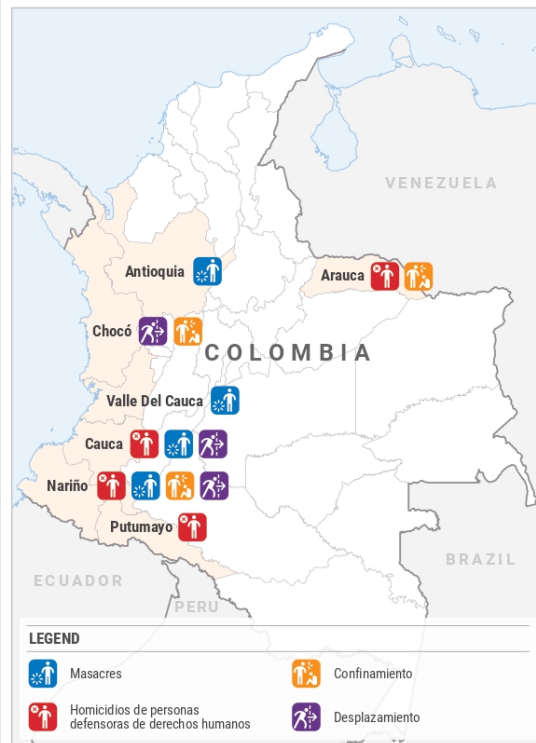 VENEZUELA
Antioquia
Arauca
Chocó
COLOMBIA
Valle Del Cauca
Cauca
Nariño
Putumayo
BRAZIL
ECUADOR
PERU
LEGEND
Masacres
Confinamiento
Homicidios de personas
defensoras de derechos humanos
Desplazamiento